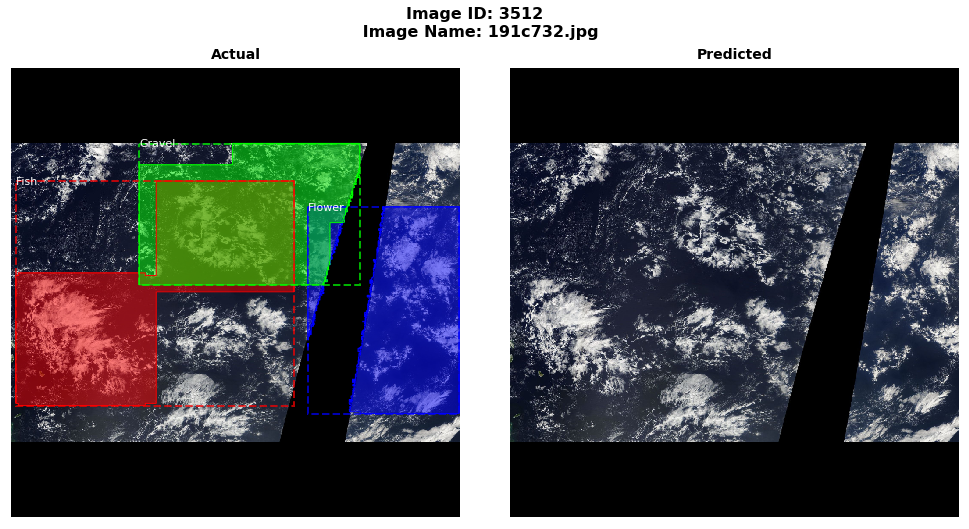 Image ID: 3512
Image Name: 191c732.jpg
Actual
Predicted
Gravel
Fish
Flower